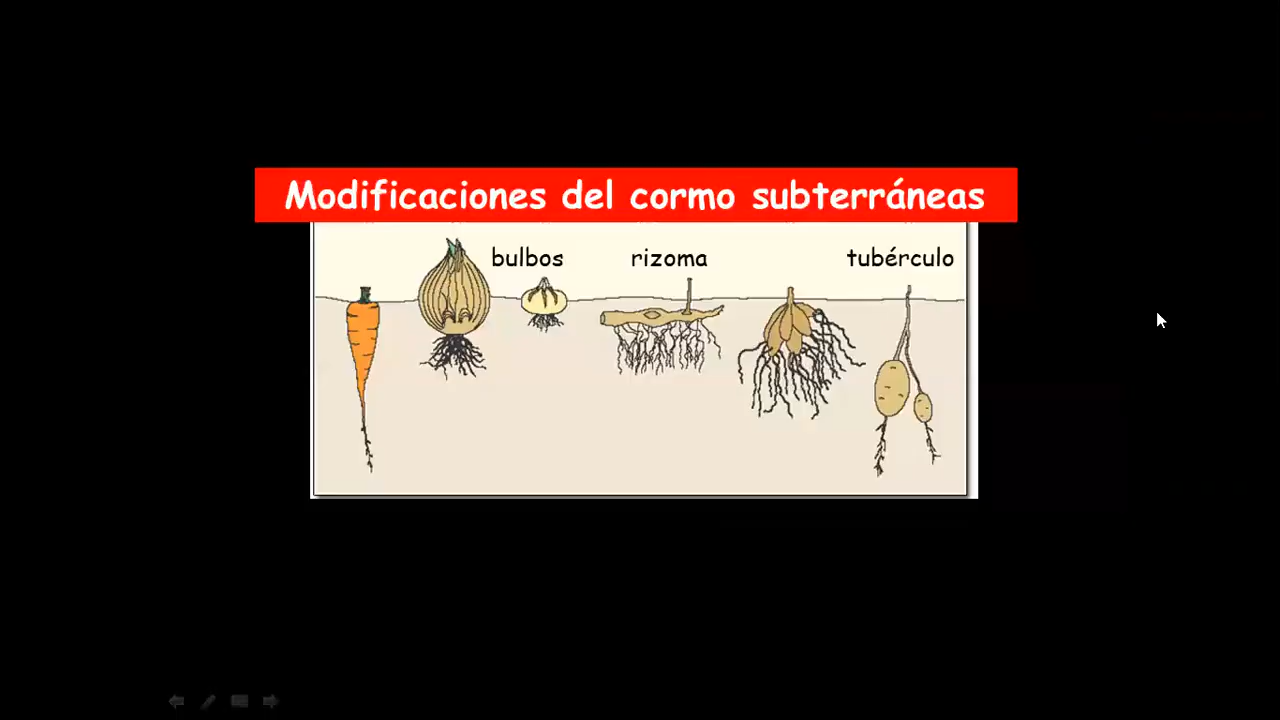 Modificaciones del cormo subterráneas
bulbos
rizoma
tubérculo